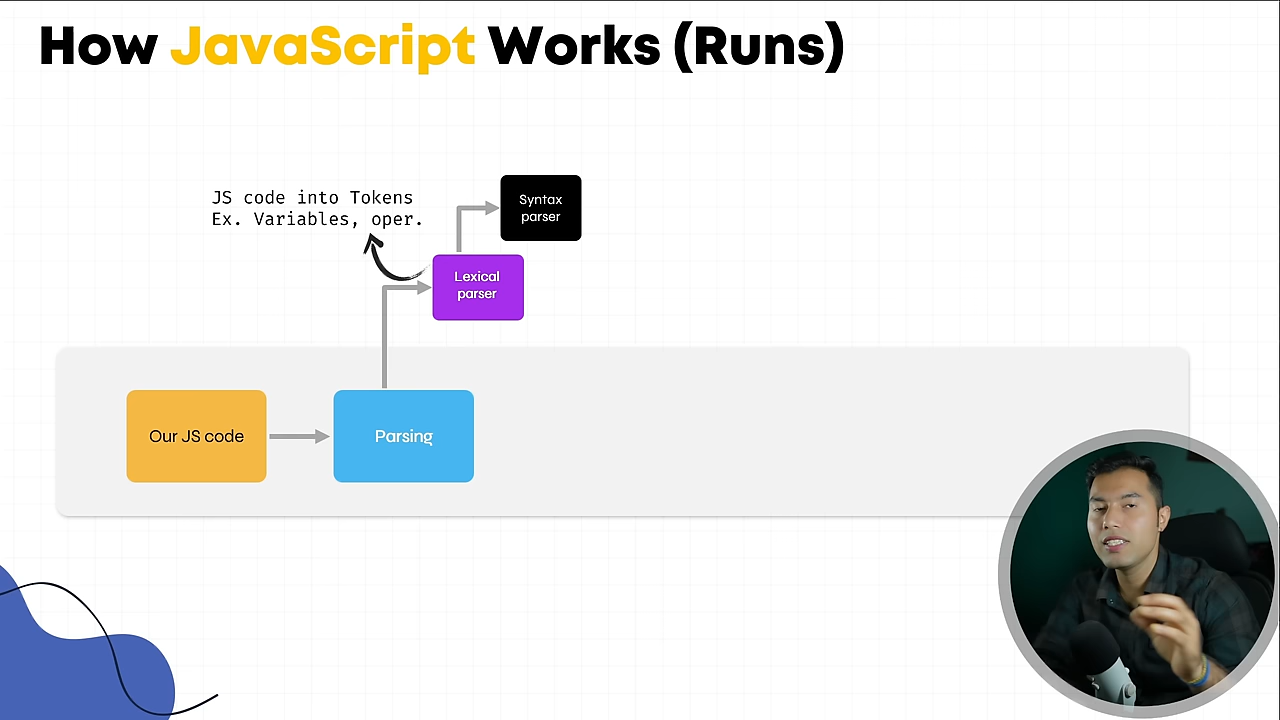 How JavaScript Works (Runs)
JS code into Tokens
Ex. Variables, oper.
Syntax
parser
Lexical
parser
Our JS code
Parsing